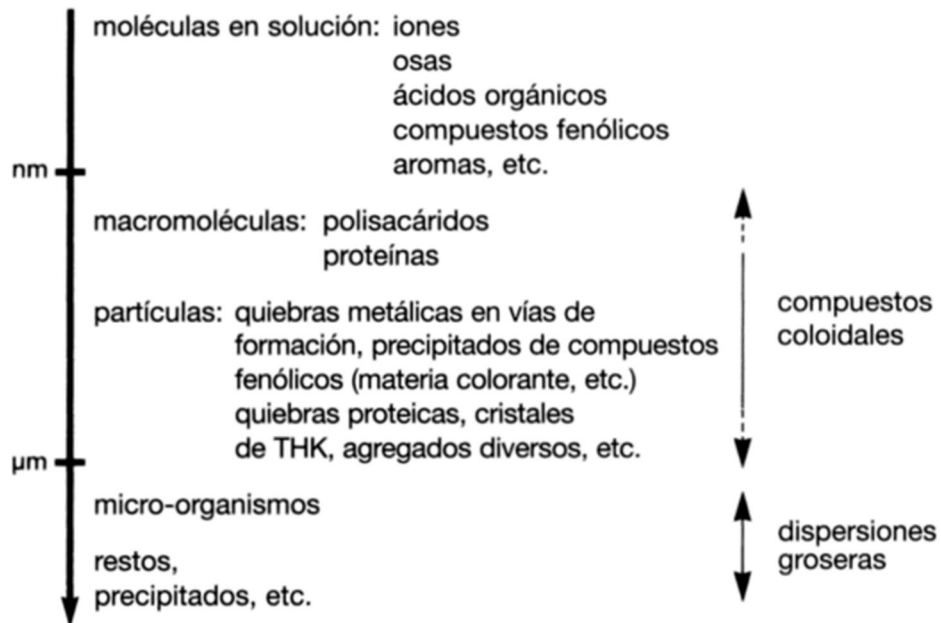 moléculas en solución: iones
osas
ácidos orgánicos
compuestos fenólicos
aromas, etc.
nm
macromoléculas: polisacáridos
proteínas
partículas: quiebras metálicas en vías de
formación, precipitados de compuestos
fenólicos (materia colorante, etc.)
quiebras proteicas, cristales
de THK, agregados diversos, etc.
compuestos
coloidales
µm
micro-organismos
restos,
precipitados, etc.
dispersiones
groseras